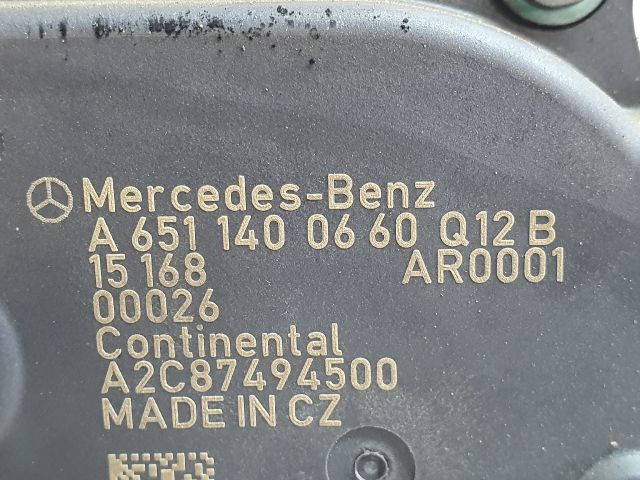 Mercedes-Benz
A 651 140 06 60 Q12 B
15 168 AR0001
00026
Continental
A2C87494500
MADE IN CZ